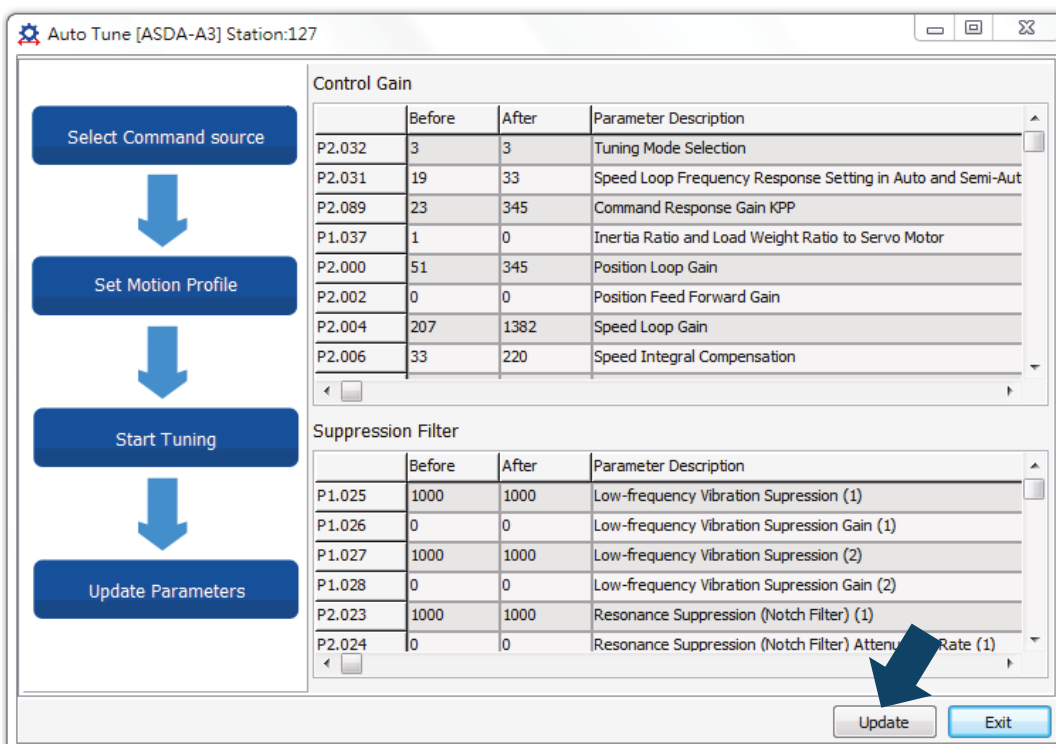 Auto Tune [ASDA-A3] Station:127
Select Command source
Set Motion Profile
Start Tuning
Update Parameters
Control Gain
Before After Parameter Description
P2.032 3 3 Tuning Mode Selection
P2.031 19 33 Speed Loop Frequency Response Setting in Auto and Semi-Aut
P2.089 23 345 Command Response Gain KPP
P1.037 1 0 Inertia Ratio and Load Weight Ratio to Servo Motor
P2.000 51 345 Position Loop Gain
P2.002 0 0 Position Feed Forward Gain
P2.004 207 1382 Speed Loop Gain
P2.006 33 220 Speed Integral Compensation
Suppression Filter
Before After Parameter Description
P1.025 1000 1000 Low-frequency Vibration Supression (1)
P1.026 0 0 Low-frequency Vibration Supression Gain (1)
P1.027 1000 1000 Low-frequency Vibration Supression (2)
P1.028 0 0 Low-frequency Vibration Supression Gain (2)
P2.023 1000 1000 Resonance Suppression (Notch Filter) (1)
P2.024 0 0 Resonance Suppression (Notch Filter) Rate (1)
Update Exit